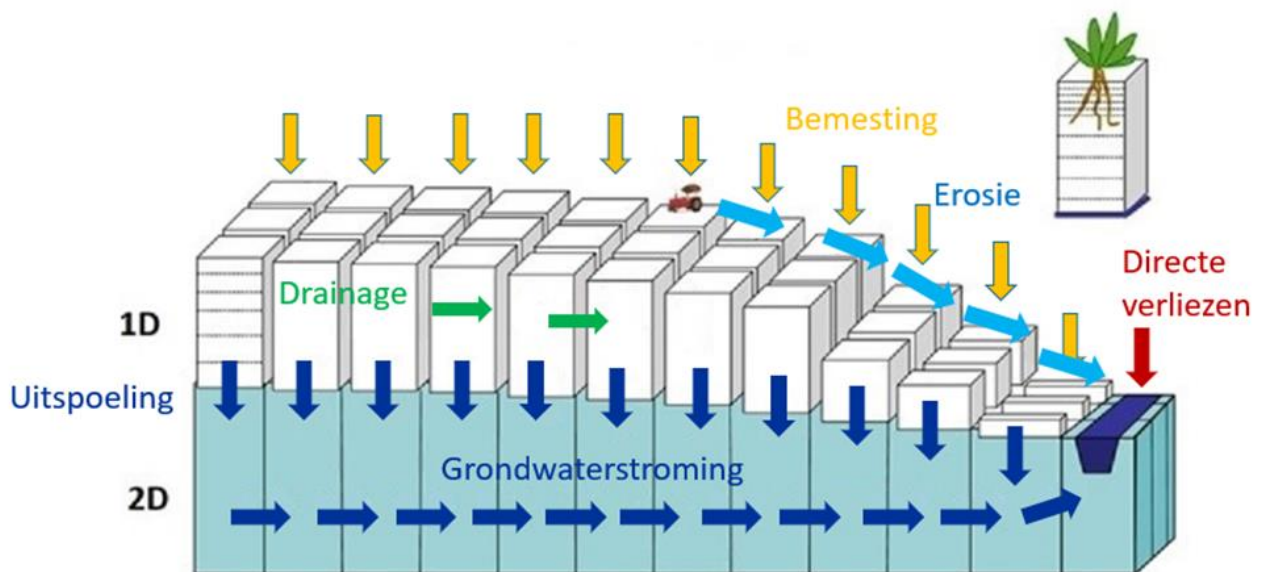 Bemesting
Erosie
Directe
verliezen
Drainage
1D
Uitspoeling
Grondwaterstroming
2D